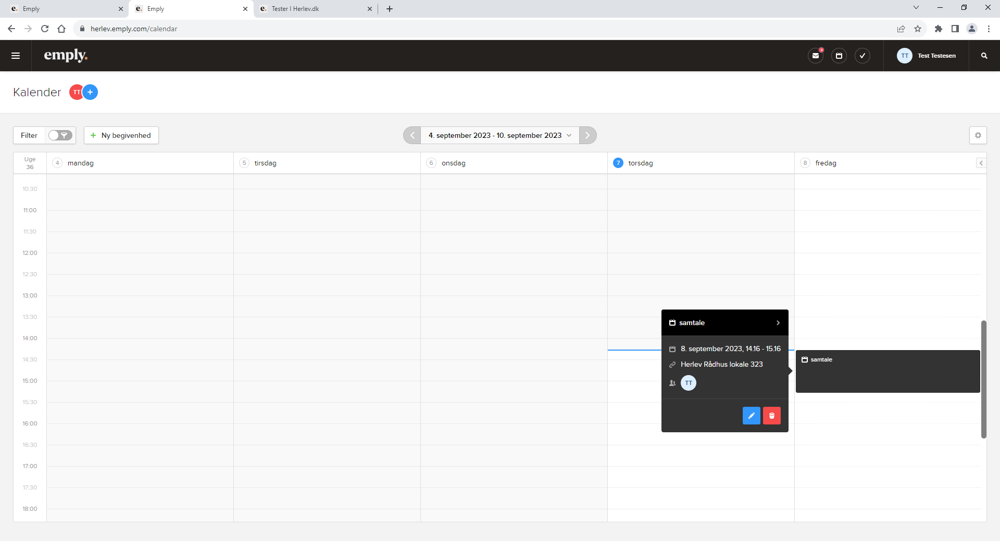 Emply
Emply
Tester | Herlev.dk
herlev.emply.com/calendar
emply.
2
TT
Test Testesen
Kalender
TT
Filter
Ny begivenhed
4. september 2023 - 10. september 2023
Uge
36
4 mandag
5 tirsdag
6 onsdag
7 torsdag
8 fredag
10:30
11:00
11:30
12:00
12:30
13:00
13:30
14:00
14:30
15:00
15:30
16:00
16:30
17:00
17:30
18:00
samtale
8. september 2023, 14.16 - 15.16
Herlev Rådhus lokale 323
TT
samtale